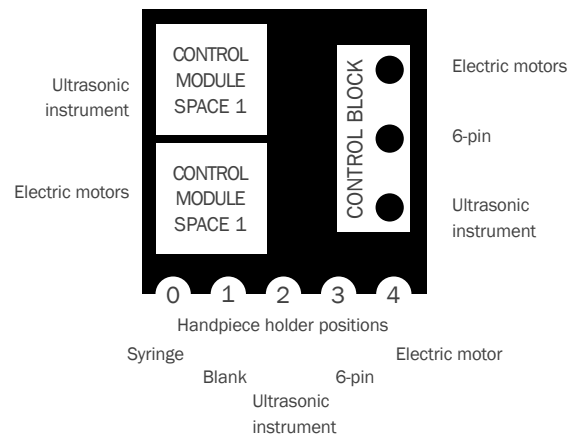 CONTROL
MODULE
SPACE 1
Ultrasonic
instrument
CONTROL
MODULE
SPACE 1
Electric motors
CONTROL BLOCK
Electric motors
6-pin
Ultrasonic
instrument
0 1 2 3 4
Handpiece holder positions
Syringe
Electric motor
Blank
6-pin
Ultrasonic
instrument